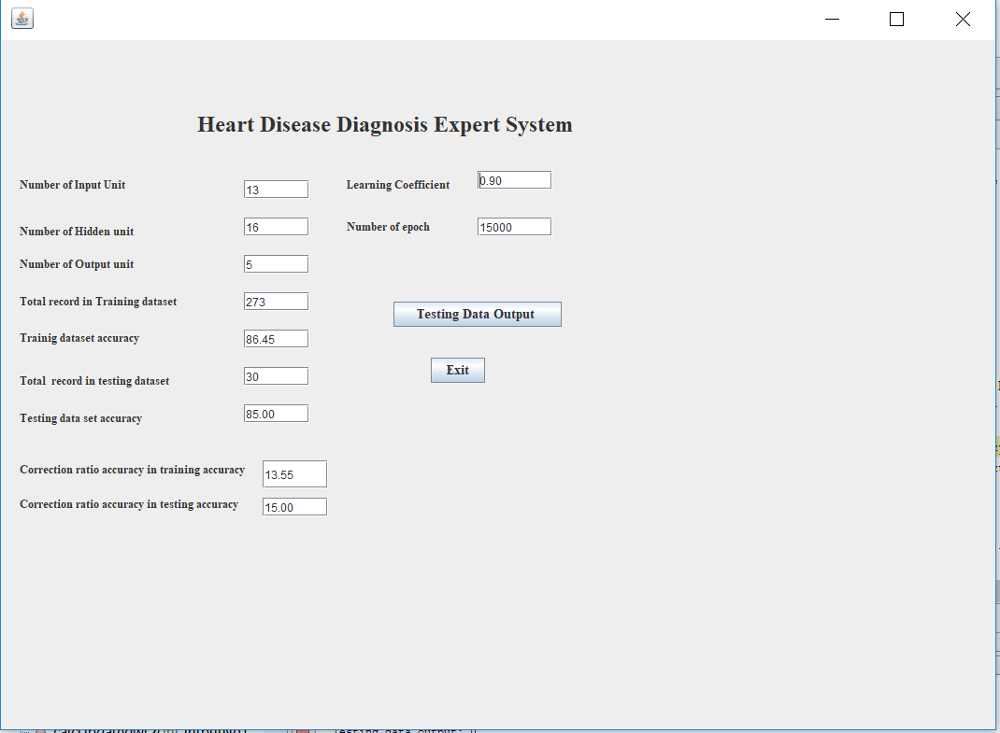 Heart Disease Diagnosis Expert System
Number of Input Unit
13
Learning Coefficient
0.90
Number of Hidden unit
16
Number of epoch
15000
Number of Output unit
5
Total record in Training dataset
273
Testing Data Output
Trainig dataset accuracy
86.45
Exit
Total record in testing dataset
30
Testing data set accuracy
85.00
Correction ratio accuracy in training accuracy
13.55
Correction ratio accuracy in testing accuracy
15.00